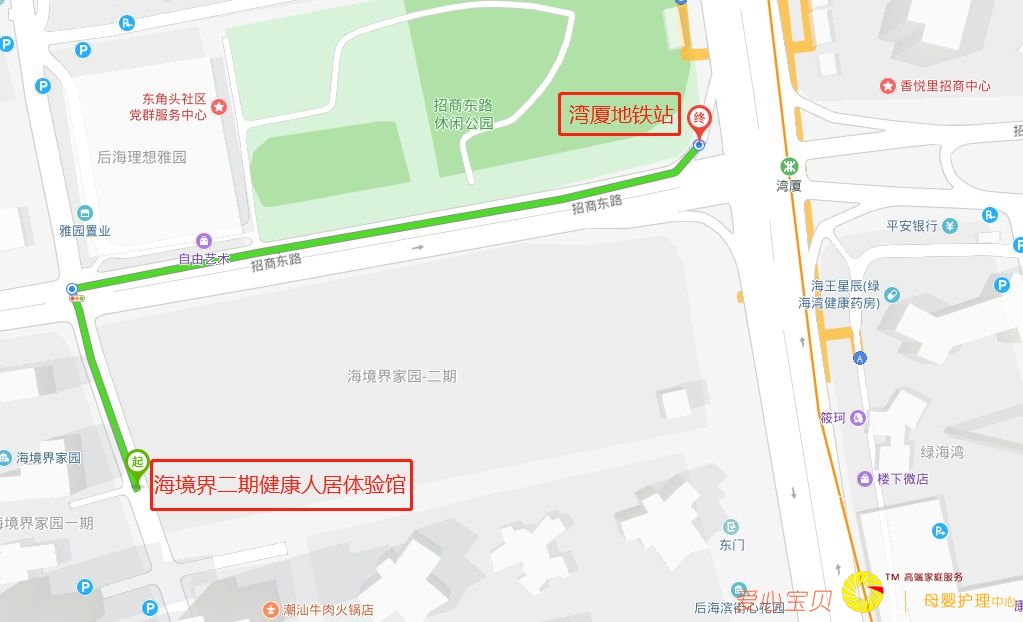 P
P
P
P
东角头社区
党群服务中心
招商东路
休闲公园
湾厦地铁站
终
香悦里招商中心
招
后海理想雅园
湾厦
雅园置业
招商东路
平安银行
P
P
自由艺术
招商东路
海王星辰(绿
海湾健康药房)
P
A
海境界家园-二期
筱珂
海境界家园
起
海境界二期健康人居体验馆
绿海湾
楼下微店
海境界家园一期
东门
P
P
P
潮汕牛肉火锅店
后海滨街心花园
爱心宝贝
TM 高端家庭服务
母婴护理中心
康